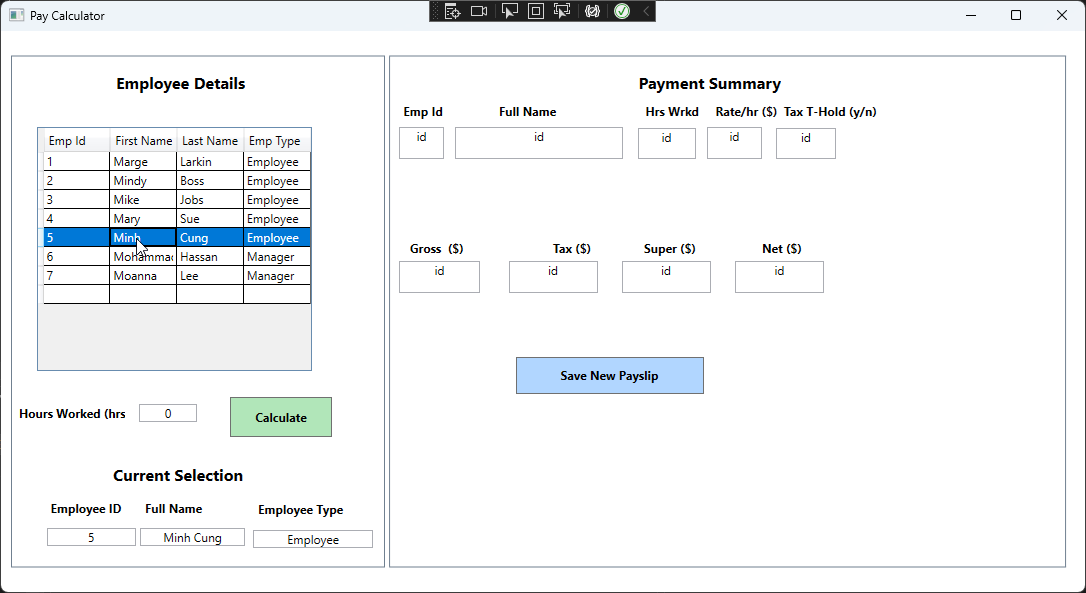 Pay Calculator
Employee Details
Emp Id First Name Last Name Emp Type
1 Marge Larkin Employee
2 Mindy Boss Employee
3 Mike Jobs Employee
4 Mary Sue Employee
5 Minh Cung Employee
6 Mohammac Hassan Manager
7 Moanna Lee Manager
Hours Worked (hrs 0 Calculate
Current Selection
Employee ID Full Name Employee Type
5 Minh Cung Employee
Payment Summary
Emp Id Full Name Hrs Wrkd Rate/hr ($) Tax T-Hold (y/n)
id id id id id
Gross ($) Tax ($) Super ($) Net ($)
id id id id
Save New Payslip